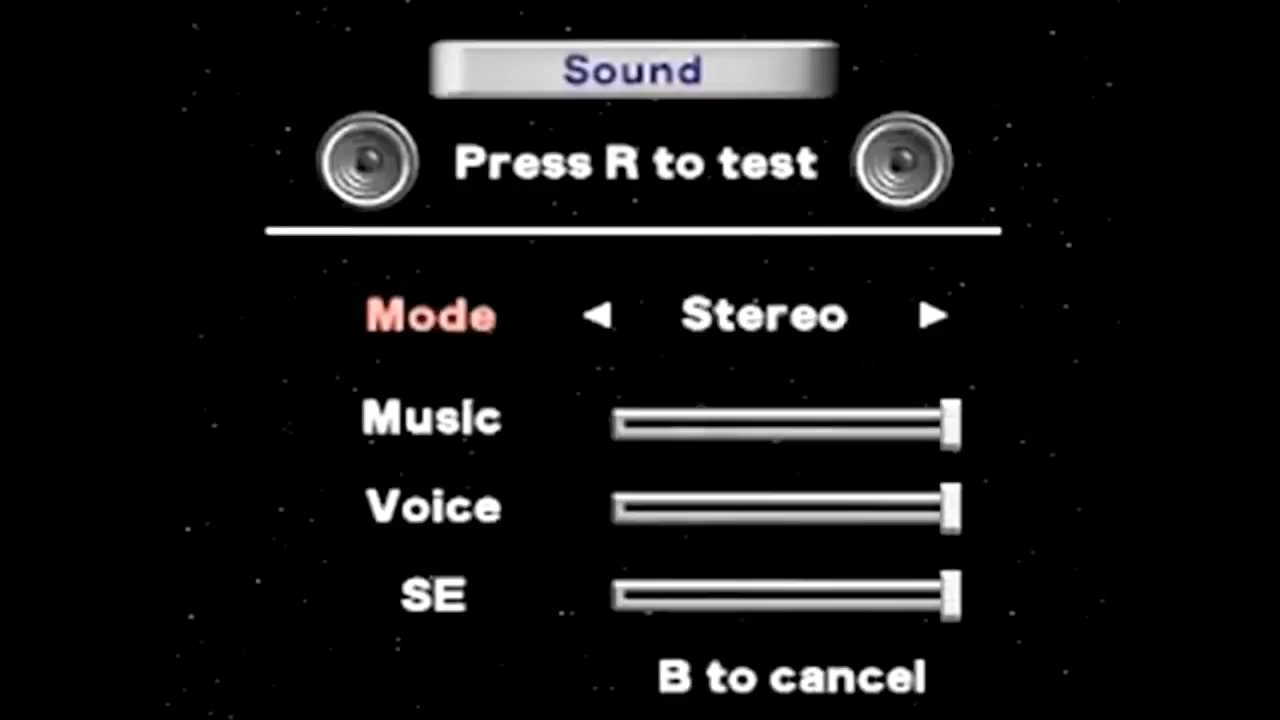 Sound
Press R to test
Mode ◀ Stereo ▶
Music
Voice
SE
B to cancel